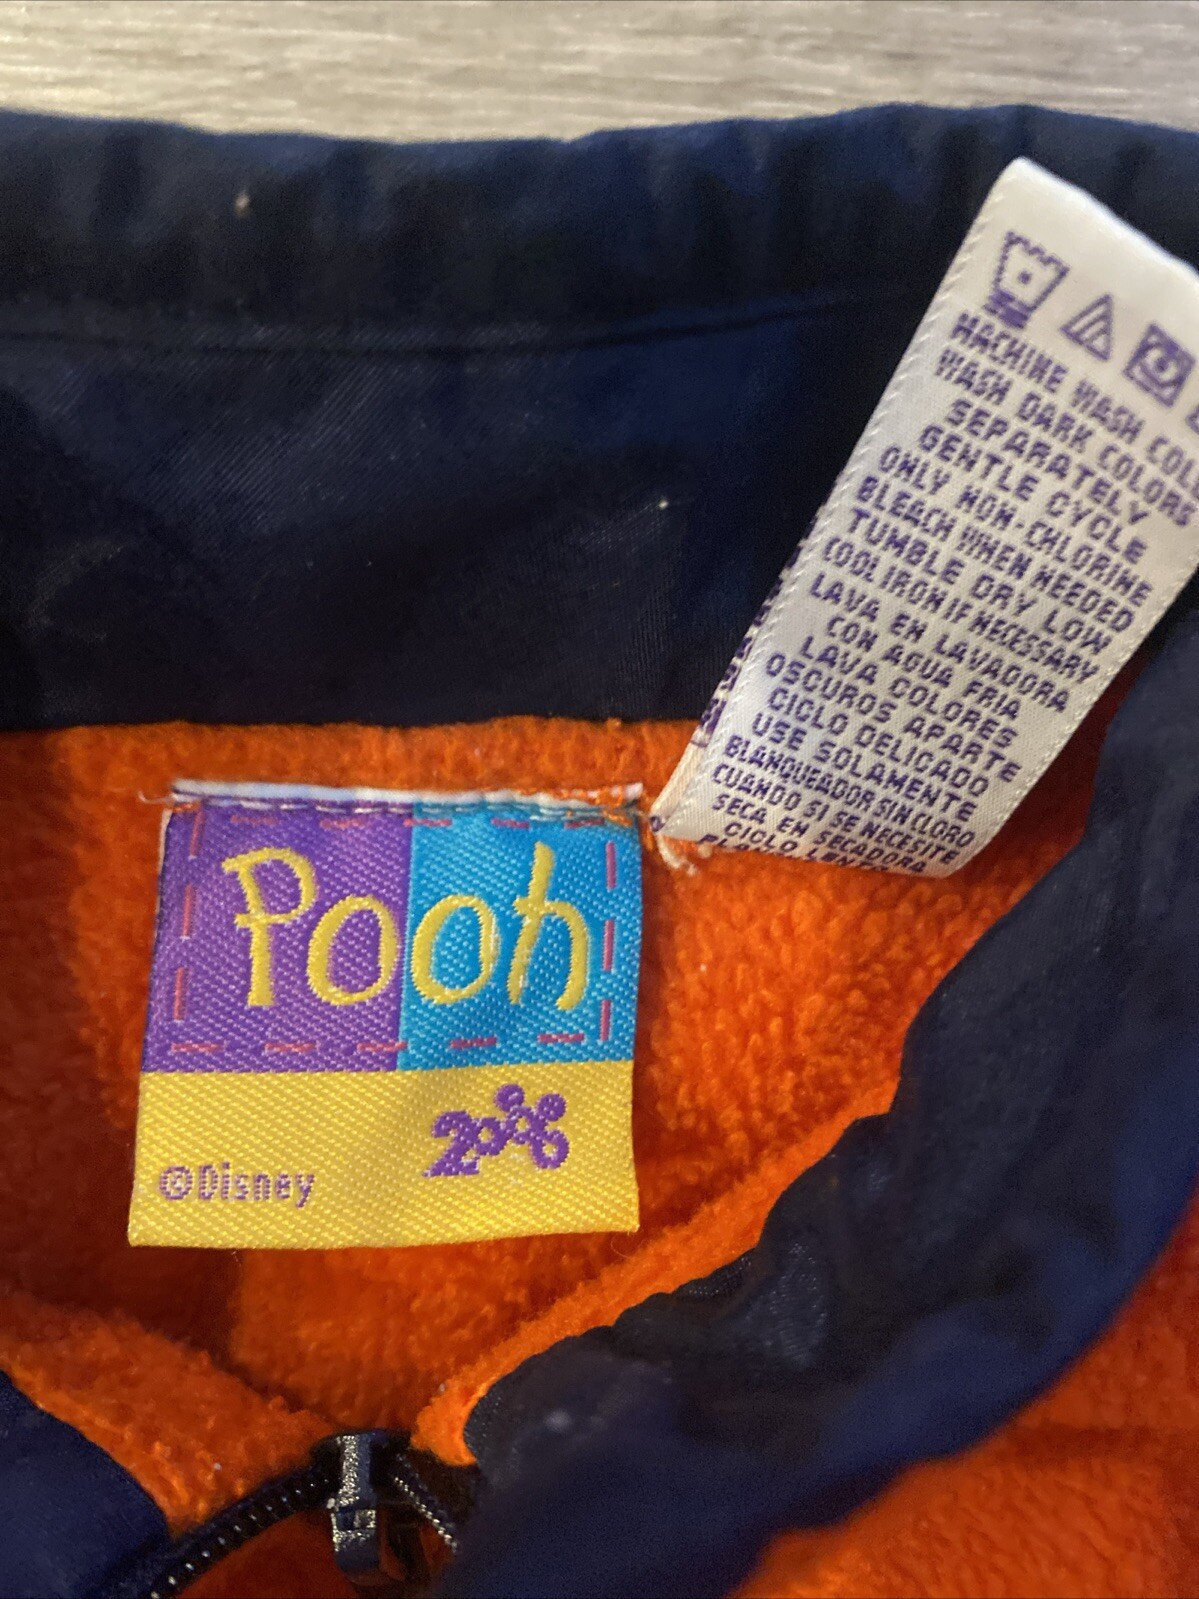 Pooh
©Disney
2000
MACHINE WASH
WASH DARK COLORS
SEPARATELY
GENTLE CYCLE
ONLY NON-CHLORINE
BLEACH WHEN NEEDED
TUMBLE DRY LOW
COOL IRON IF NECESSARY
LAVA EN LAVADORA
CON AGUA FRIA
LAVA COLORES
OSCUROS APARTE
CICLO DELICADO
USE SOLAMENTE
BLANQUEADOR SIN CLORO
CUANDO SI SE NECESITE
SECA EN SECADORA
CICLO